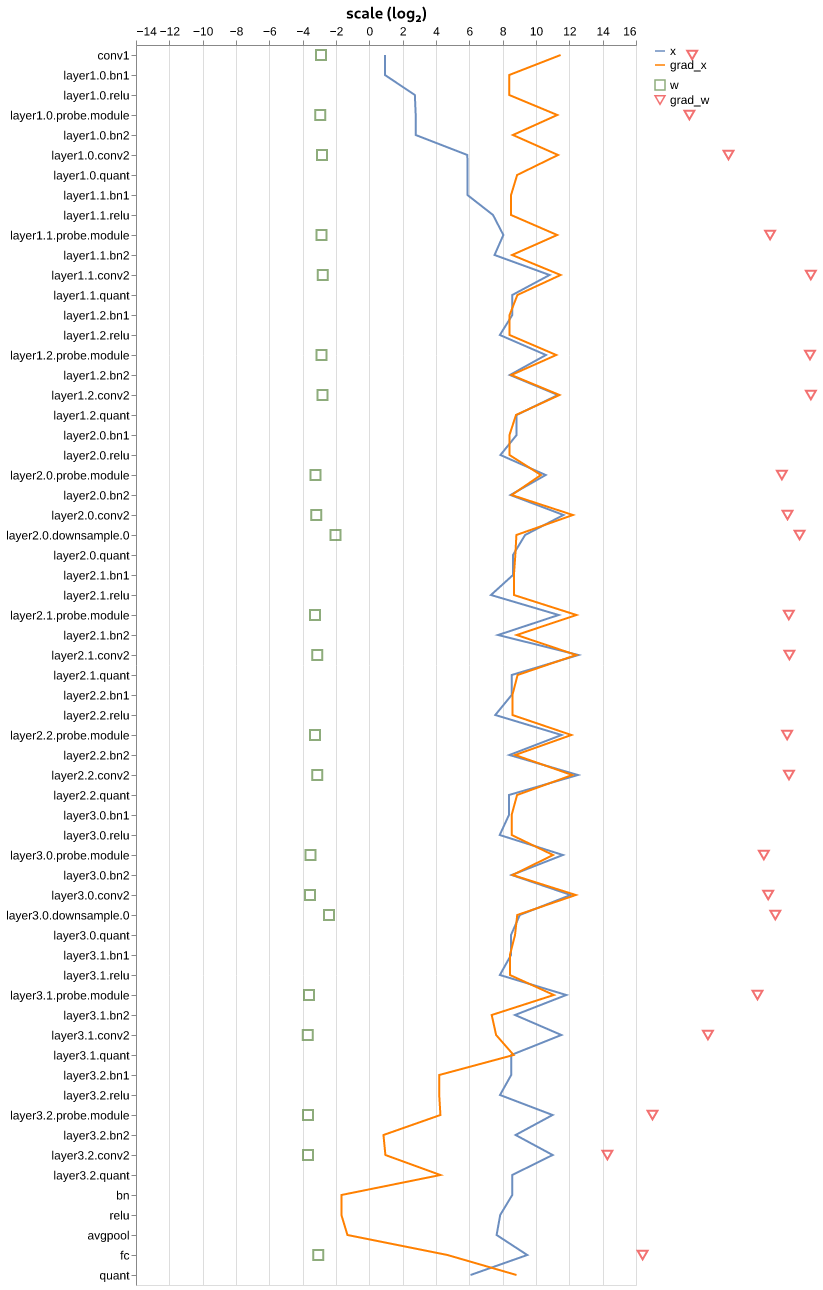 scale (log₂)
−14 −12 −10 −8 −6 −4 −2 0 2 4 6 8 10 12 14 16
conv1
layer1.0.bn1
layer1.0.relu
layer1.0.probe.module
layer1.0.bn2
layer1.0.conv2
layer1.0.quant
layer1.1.bn1
layer1.1.relu
layer1.1.probe.module
layer1.1.bn2
layer1.1.conv2
layer1.1.quant
layer1.2.bn1
layer1.2.relu
layer1.2.probe.module
layer1.2.bn2
layer1.2.conv2
layer1.2.quant
layer2.0.bn1
layer2.0.relu
layer2.0.probe.module
layer2.0.bn2
layer2.0.conv2
layer2.0.downsample.0
layer2.0.quant
layer2.1.bn1
layer2.1.relu
layer2.1.probe.module
layer2.1.bn2
layer2.1.conv2
layer2.1.quant
layer2.2.bn1
layer2.2.relu
layer2.2.probe.module
layer2.2.bn2
layer2.2.conv2
layer2.2.quant
layer3.0.bn1
layer3.0.relu
layer3.0.probe.module
layer3.0.bn2
layer3.0.conv2
layer3.0.downsample.0
layer3.0.quant
layer3.1.bn1
layer3.1.relu
layer3.1.probe.module
layer3.1.bn2
layer3.1.conv2
layer3.1.quant
layer3.2.bn1
layer3.2.relu
layer3.2.probe.module
layer3.2.bn2
layer3.2.conv2
layer3.2.quant
bn
relu
avgpool
fc
quant
x
grad_x
w
grad_w